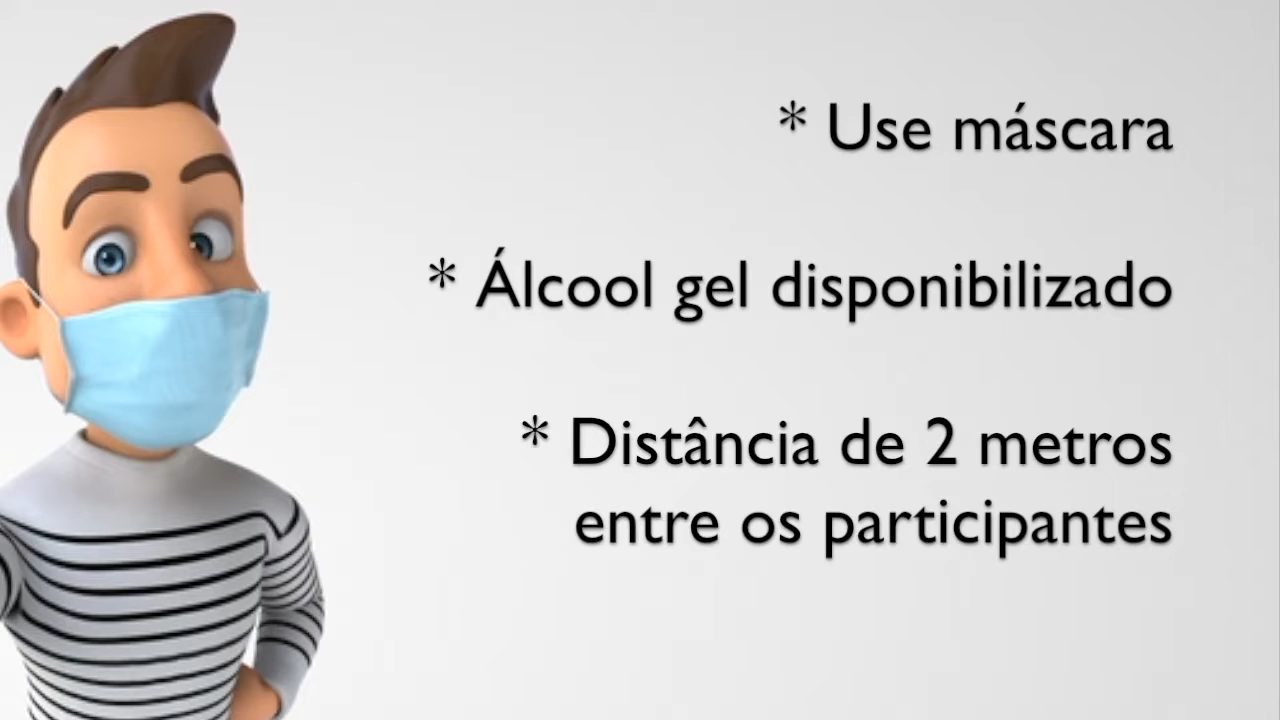 * Use máscara
* Álcool gel disponibilizado
* Distância de 2 metros
entre os participantes